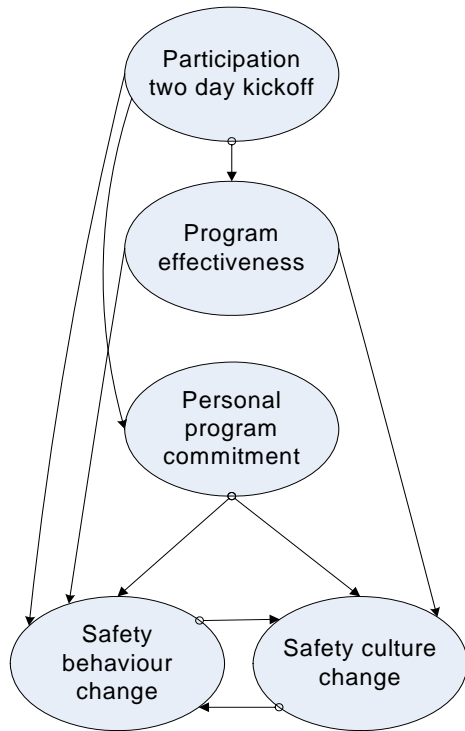 Participation
two day kickoff
Program
effectiveness
Personal
program
commitment
Safety
behaviour
change
Safety culture
change